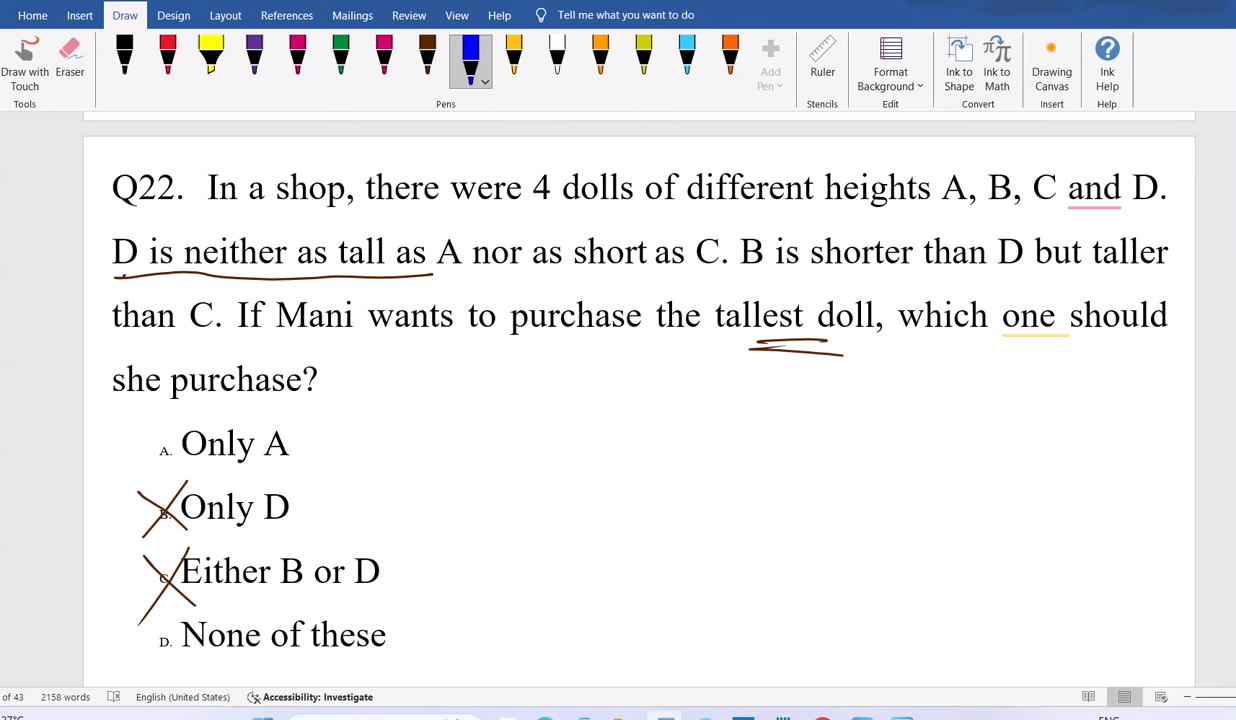 Home Insert Draw Design Layout References Mailings Review View Help Tell me what you want to do
Draw with Touch
Eraser
Add Pen
Ruler
Format Background
Ink to Shape
Ink to Math
Drawing Canvas
Ink Help
Tools Pens Stencils Edit Convert Insert Help
Q22. In a shop, there were 4 dolls of different heights A, B, C and D.
D is neither as tall as A nor as short as C. B is shorter than D but taller
than C. If Mani wants to purchase the tallest doll, which one should
she purchase?
A. Only A
B. Only D
C. Either B or D
D. None of these
of 43 2158 words English (United States) Accessibility: Investigate
27°C ENG